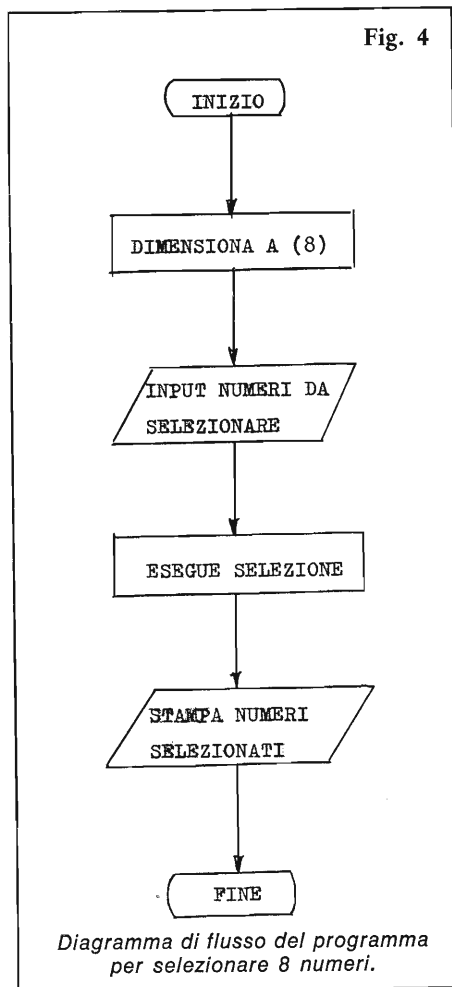 Fig. 4
INIZIO
DIMENSIONA A (8)
INPUT NUMERI DA
SELEZIONARE
ESEGUE SELEZIONE
STAMPA NUMERI
SELEZIONATI
FINE
Diagramma di flusso del programma
per selezionare 8 numeri.